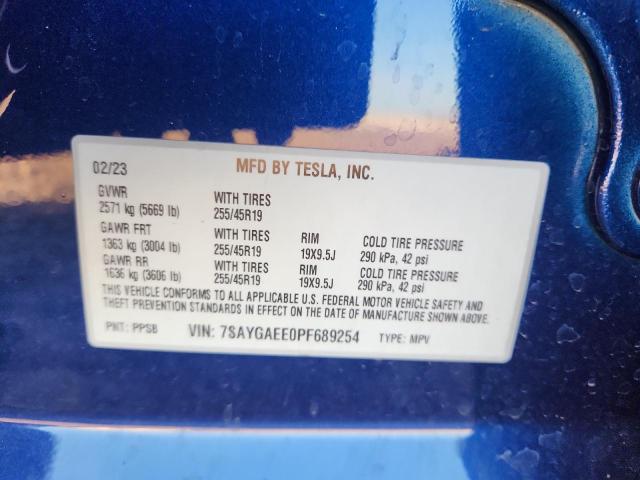 02/23 MFD BY TESLA, INC.
GVWR WITH TIRES
2571 kg (5669 lb) 255/45R19
GAWR FRT WITH TIRES RIM COLD TIRE PRESSURE
1363 kg (3004 lb) 255/45R19 19X9.5J 290 kPa, 42 psi
GAWR RR WITH TIRES RIM COLD TIRE PRESSURE
1636 kg (3606 lb) 255/45R19 19X9.5J 290 kPa, 42 psi
THIS VEHICLE CONFORMS TO ALL APPLICABLE U.S. FEDERAL MOTOR VEHICLE SAFETY AND
THEFT PREVENTION STANDARDS IN EFFECT ON THE DATE OF MANUFACTURE SHOWN ABOVE.
PNT: PPSB VIN: 7SAYGAEE0PF689254 TYPE: MPV